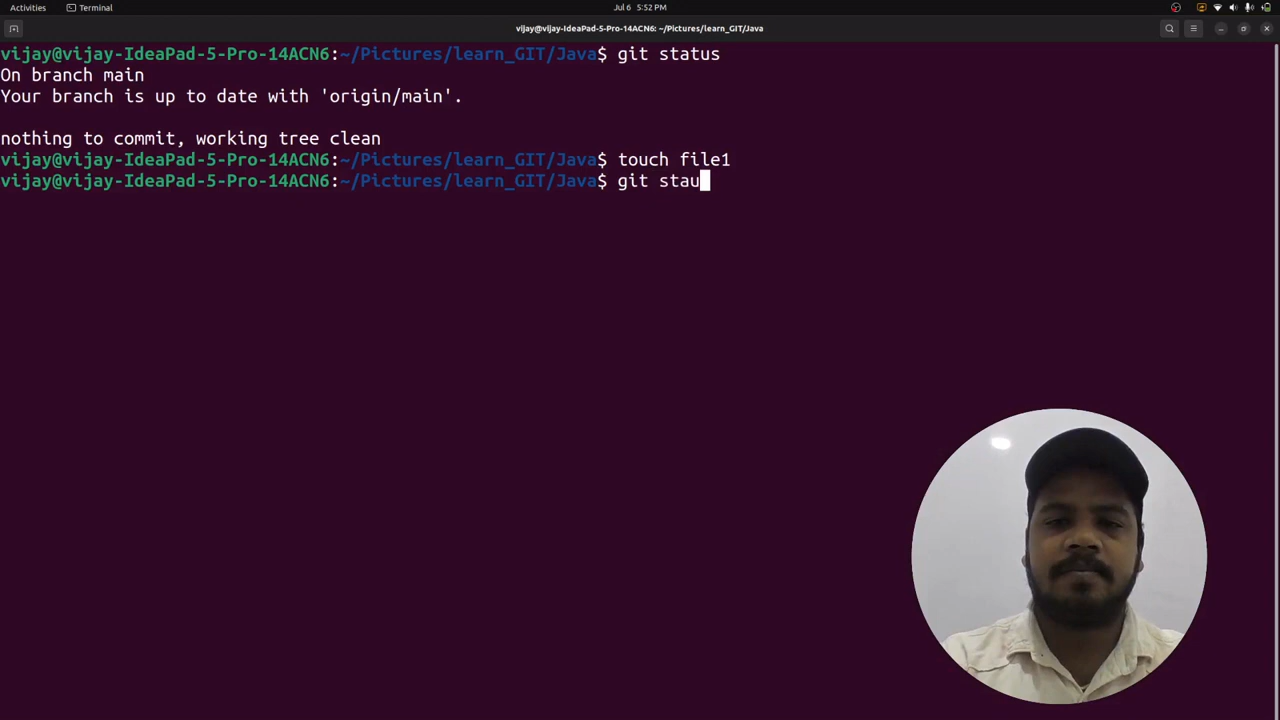 Activities
Terminal
Jul 6 5:52 PM
vijay@vijay-IdeaPad-5-Pro-14ACN6: ~/Pictures/learn_GIT/Java
vijay@vijay-IdeaPad-5-Pro-14ACN6:~/Pictures/learn_GIT/Java$ git status
On branch main
Your branch is up to date with 'origin/main'.
nothing to commit, working tree clean
vijay@vijay-IdeaPad-5-Pro-14ACN6:~/Pictures/learn_GIT/Java$ touch file1
vijay@vijay-IdeaPad-5-Pro-14ACN6:~/Pictures/learn_GIT/Java$ git stau